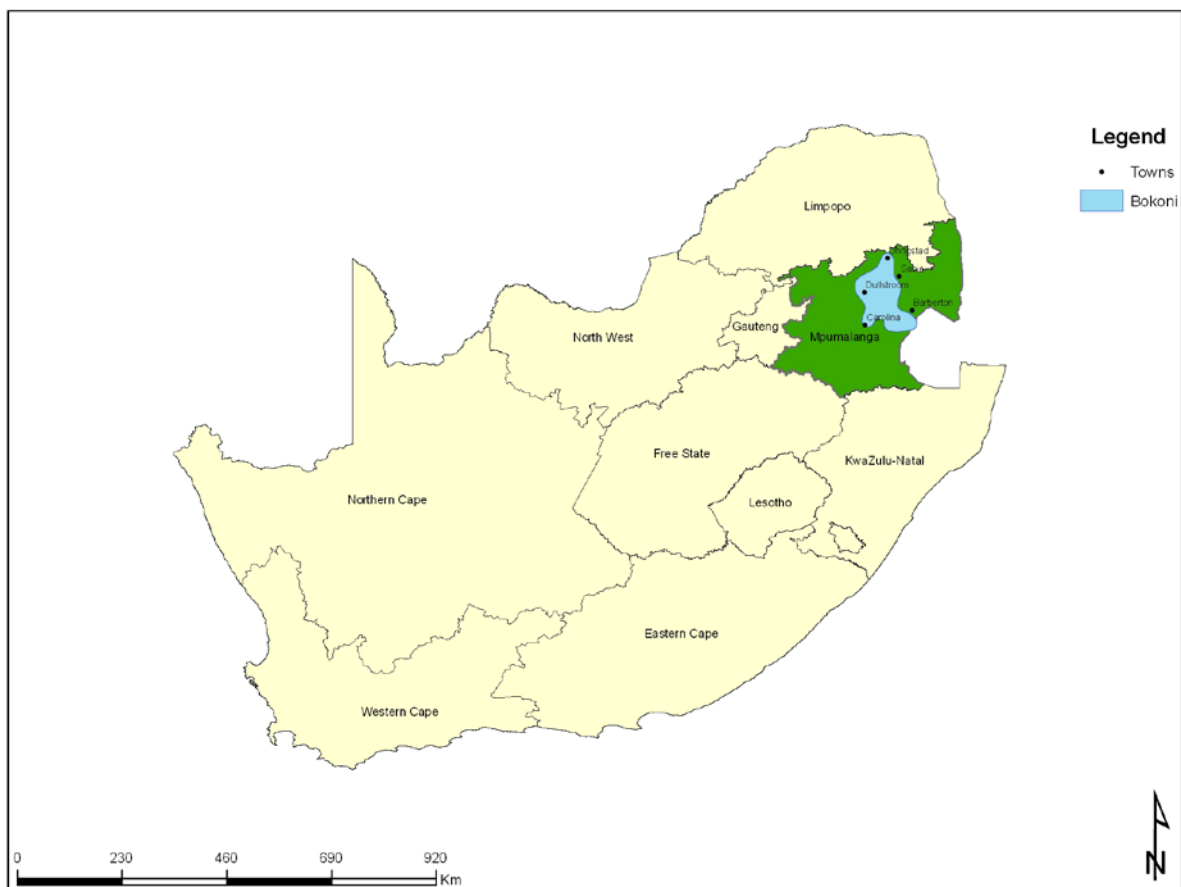 Legend
Towns
Bokoni
Limpopo
Dullstroom
Barberton
Carolina
Gauteng
Mpumalanga
North West
Free State
KwaZulu-Natal
Lesotho
Northern Cape
Eastern Cape
Western Cape
0 230 460 690 920
Km
N